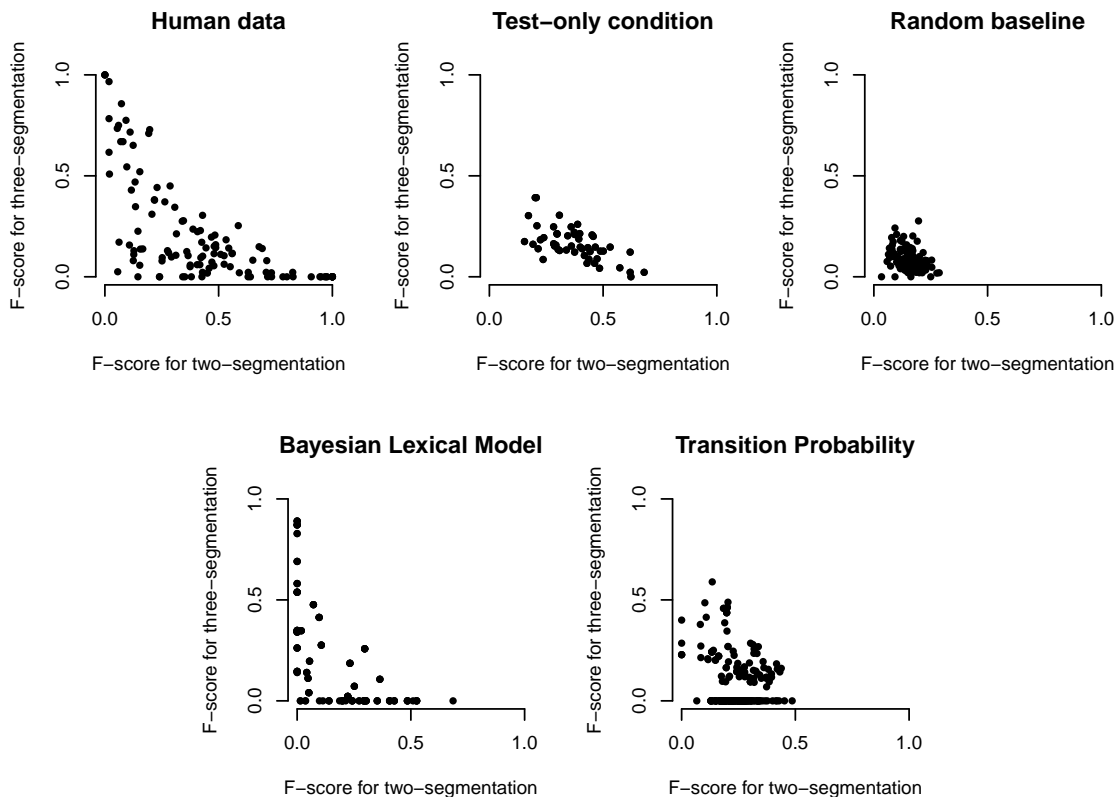 Human data
F−score for three−segmentation
1.0
0.5
0.0
0.0 0.5 1.0
F−score for two−segmentation
Test−only condition
F−score for three−segmentation
1.0
0.5
0.0
0.0 0.5 1.0
F−score for two−segmentation
Random baseline
F−score for three−segmentation
1.0
0.5
0.0
0.0 0.5 1.0
F−score for two−segmentation
Bayesian Lexical Model
F−score for three−segmentation
1.0
0.5
0.0
0.0 0.5 1.0
F−score for two−segmentation
Transition Probability
F−score for three−segmentation
1.0
0.5
0.0
0.0 0.5 1.0
F−score for two−segmentation